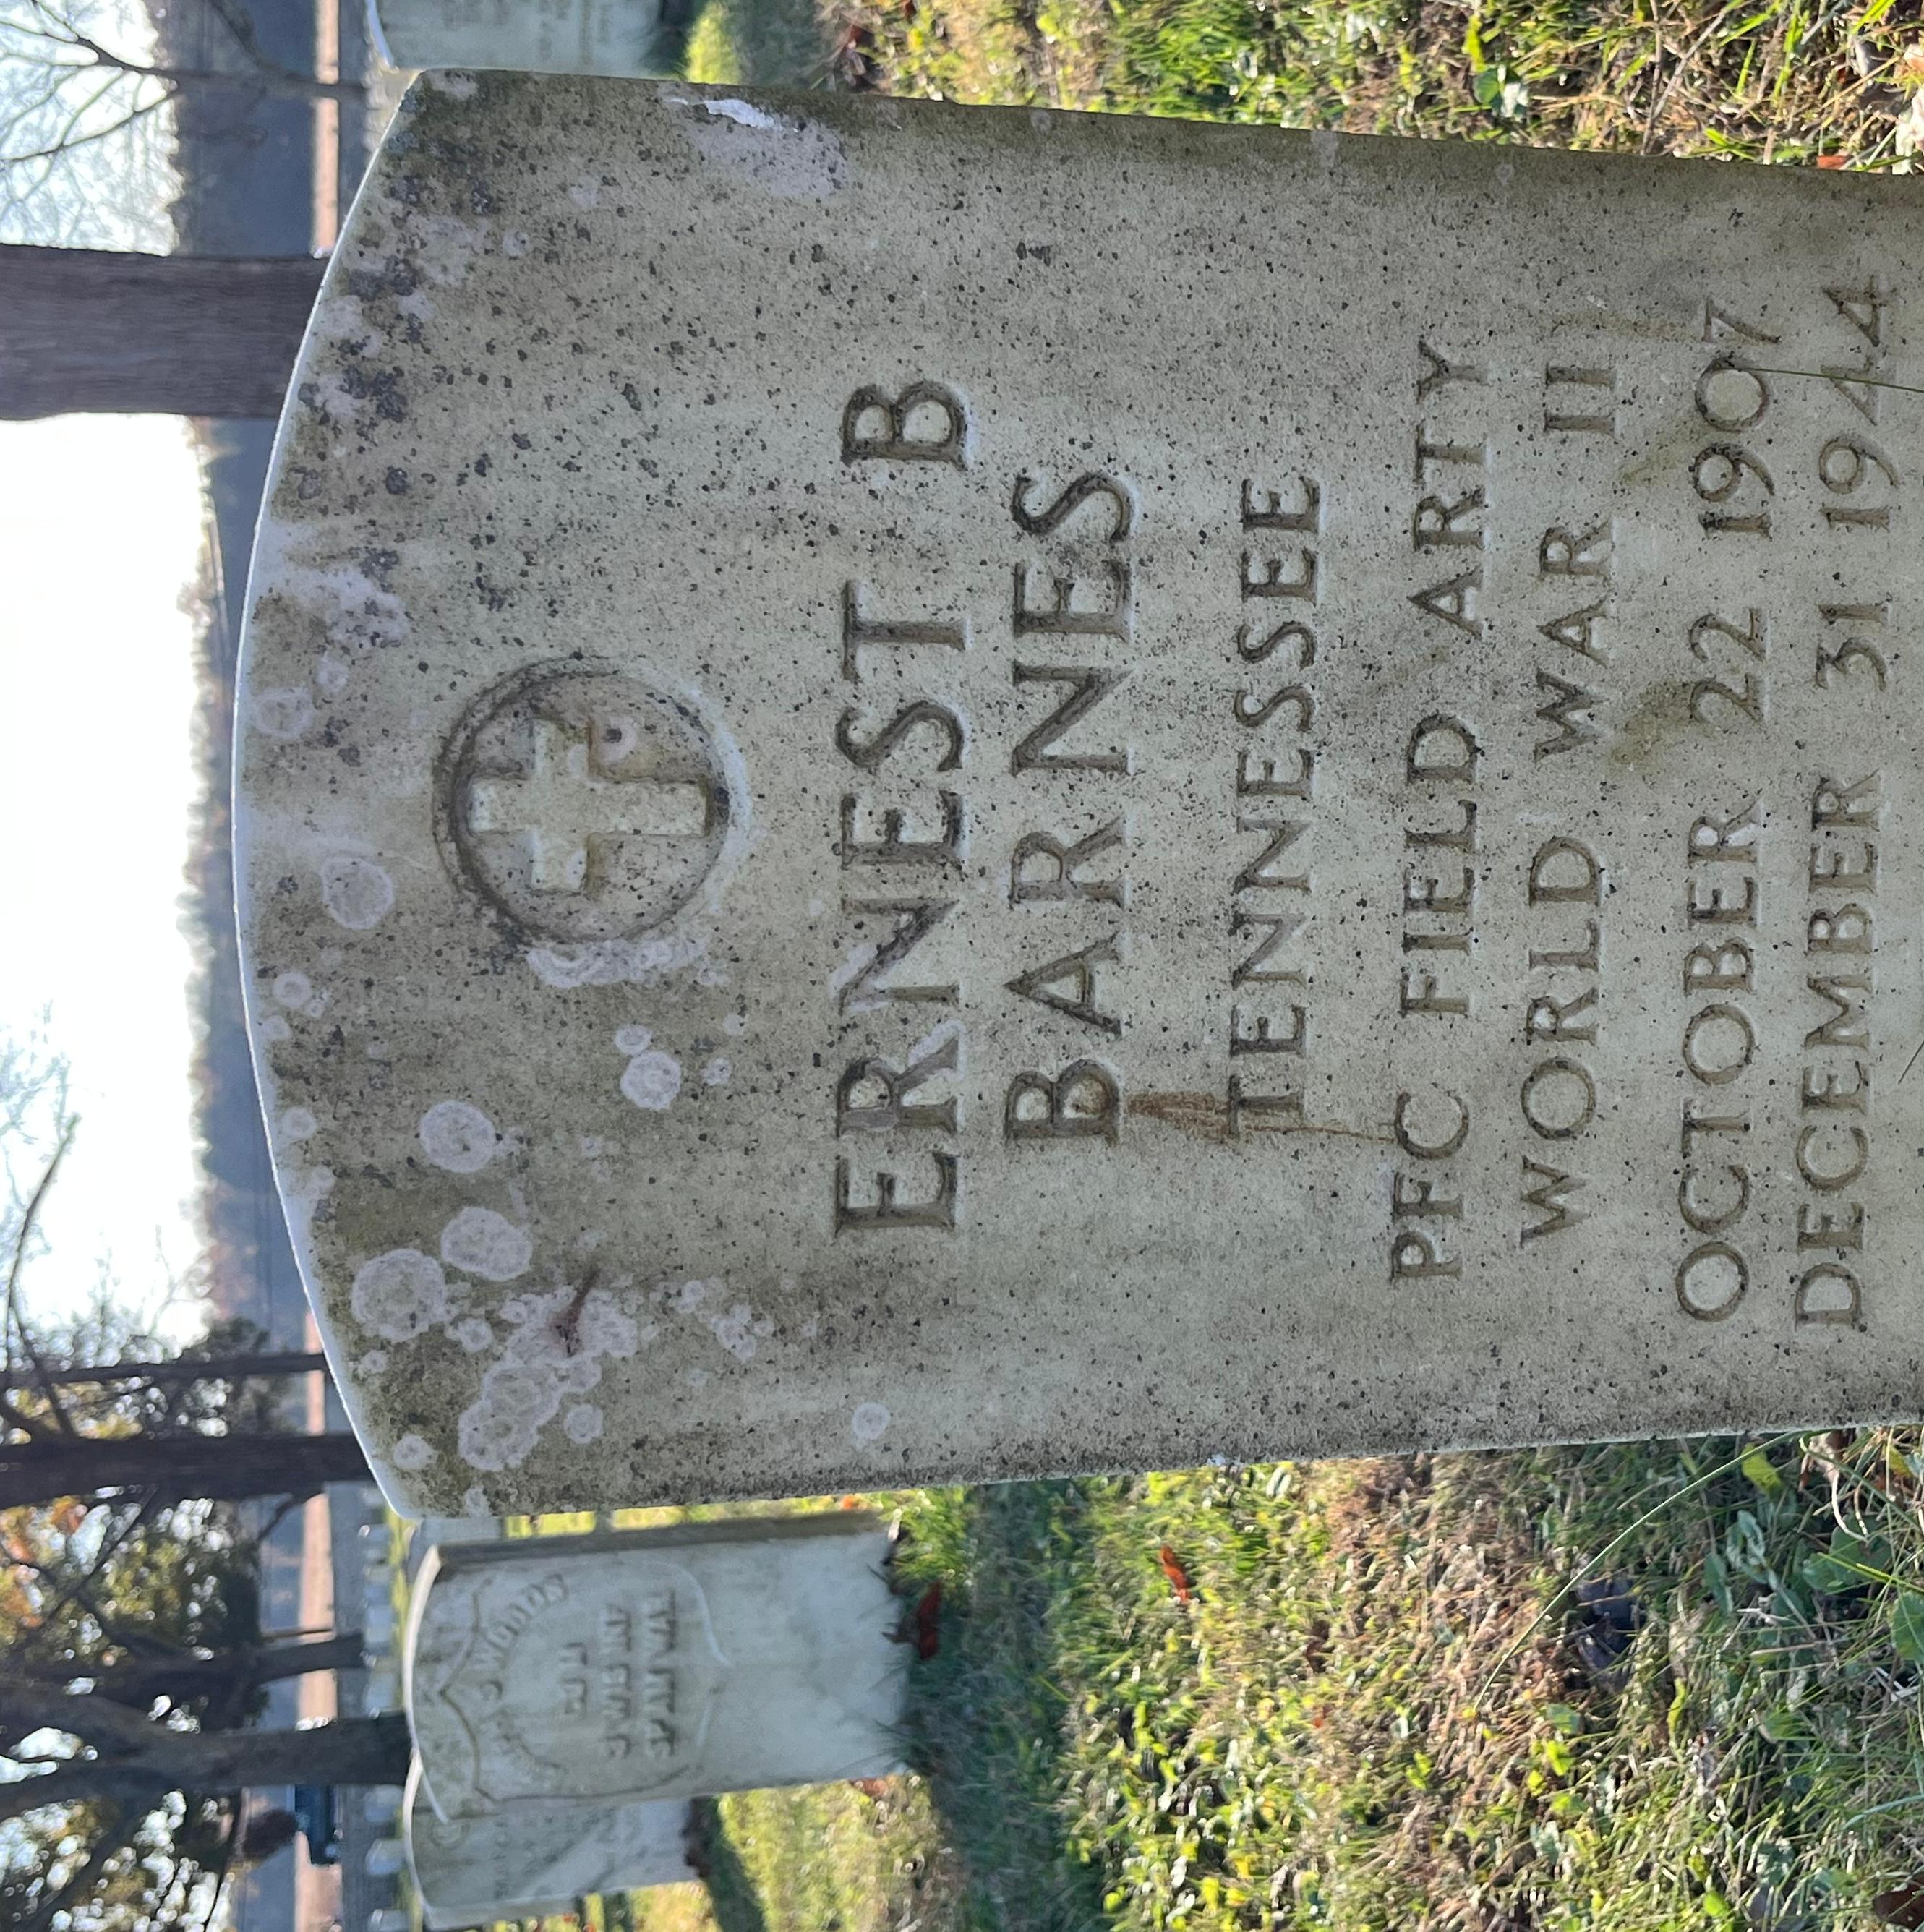 ERNEST B
BARNES
TENNESSEE
PFC FIELD ARTY
WORLD WAR II
OCTOBER 22 1907
DECEMBER 31 1944